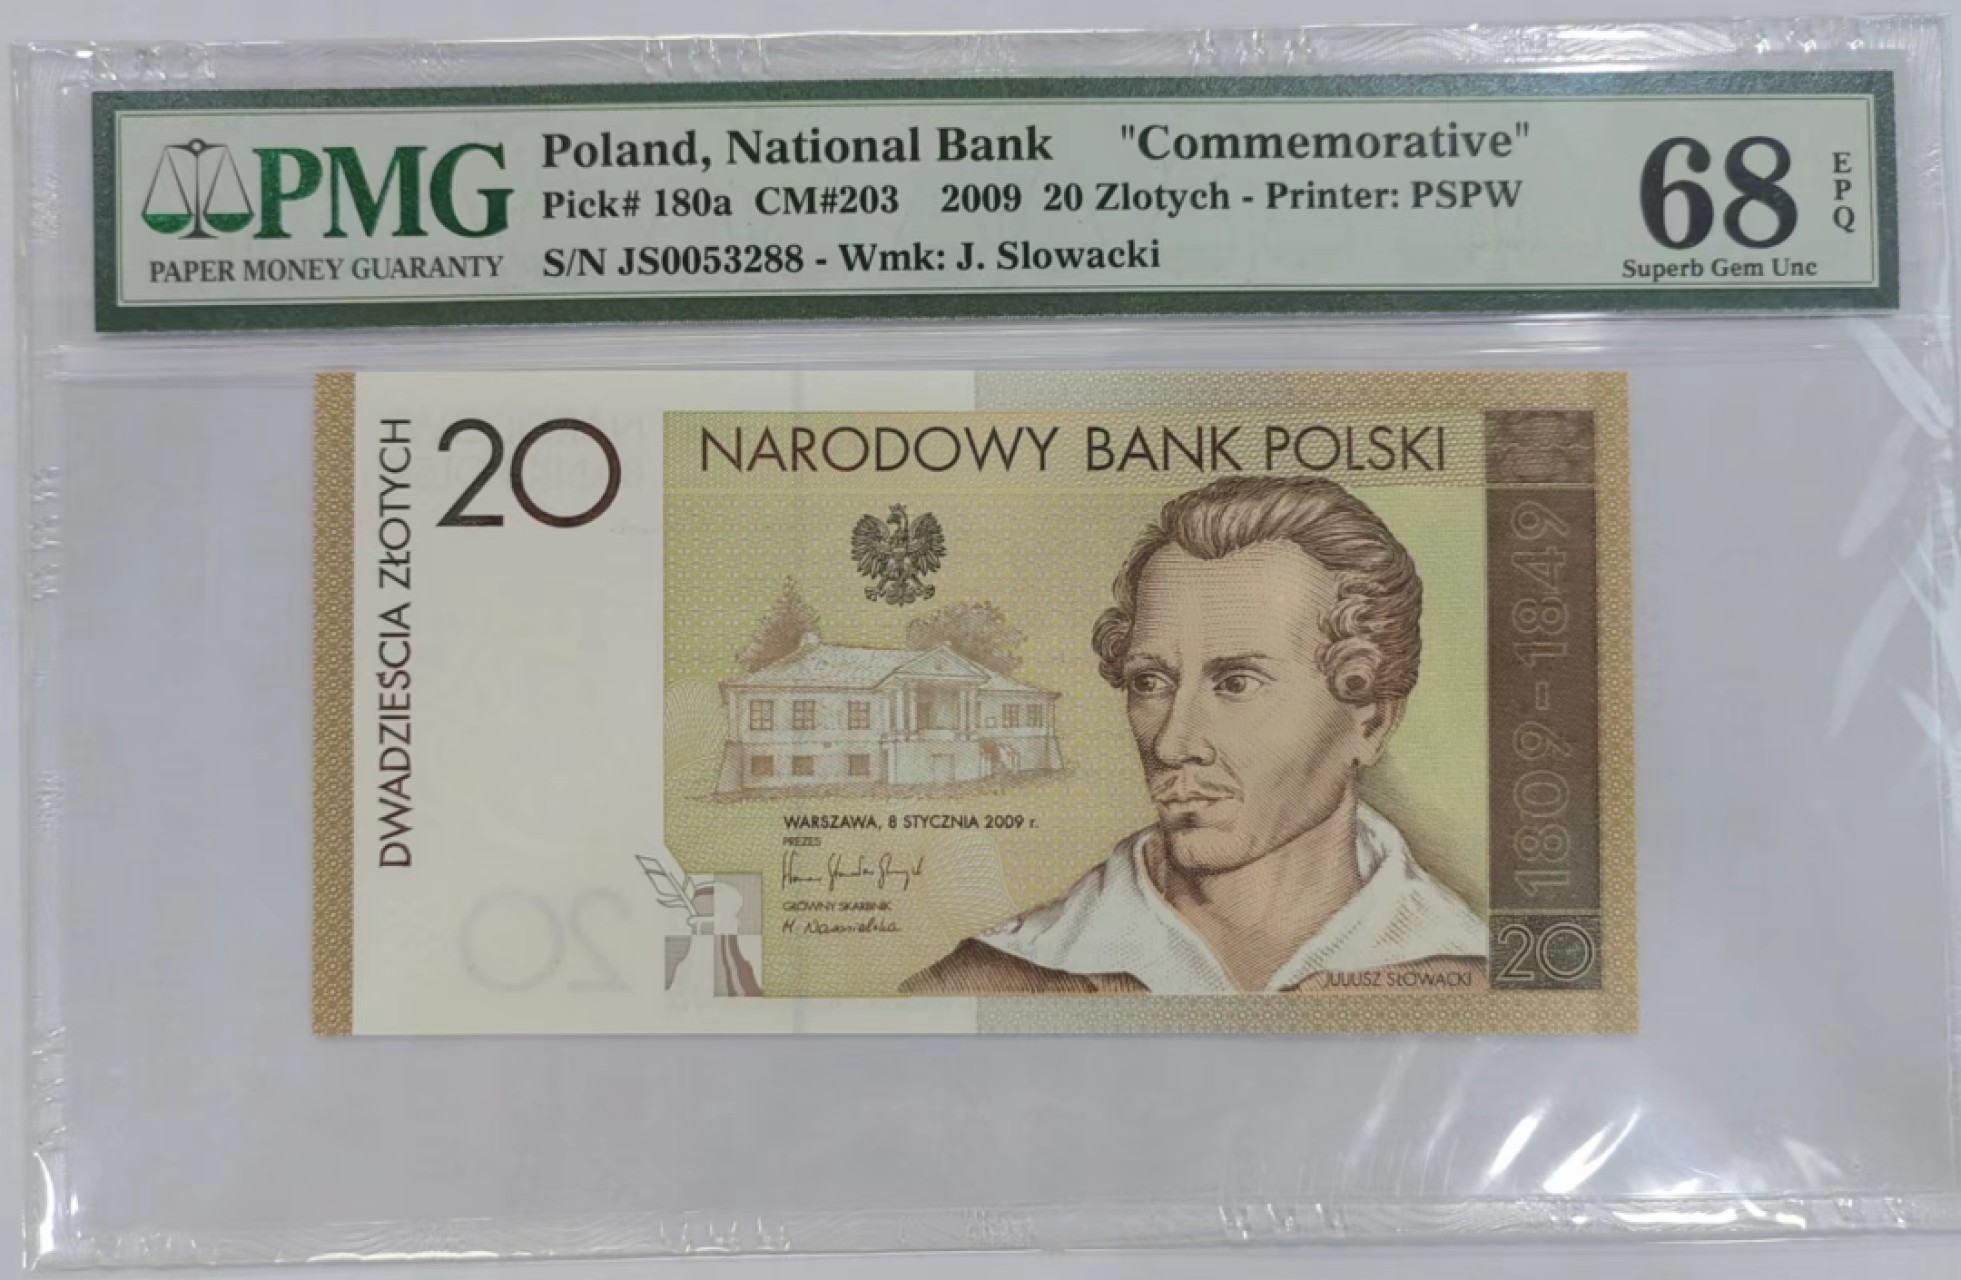 PMG
PAPER MONEY GUARANTY
Poland, National Bank "Commemorative"
Pick# 180a CM#203 2009 20 Zlotych - Printer: PSPW
S/N JS0053288 - Wmk: J. Slowacki
68
EPQ
Superb Gem Unc
DWADZIEŚCIA ZŁOTYCH
20
NARODOWY BANK POLSKI
1809 - 1849
WARSZAWA, 8 STYCZNIA 2009 r.
PREZES
GŁÓWNY SKARBNIK
JULIUSZ SŁOWACKI
20
20